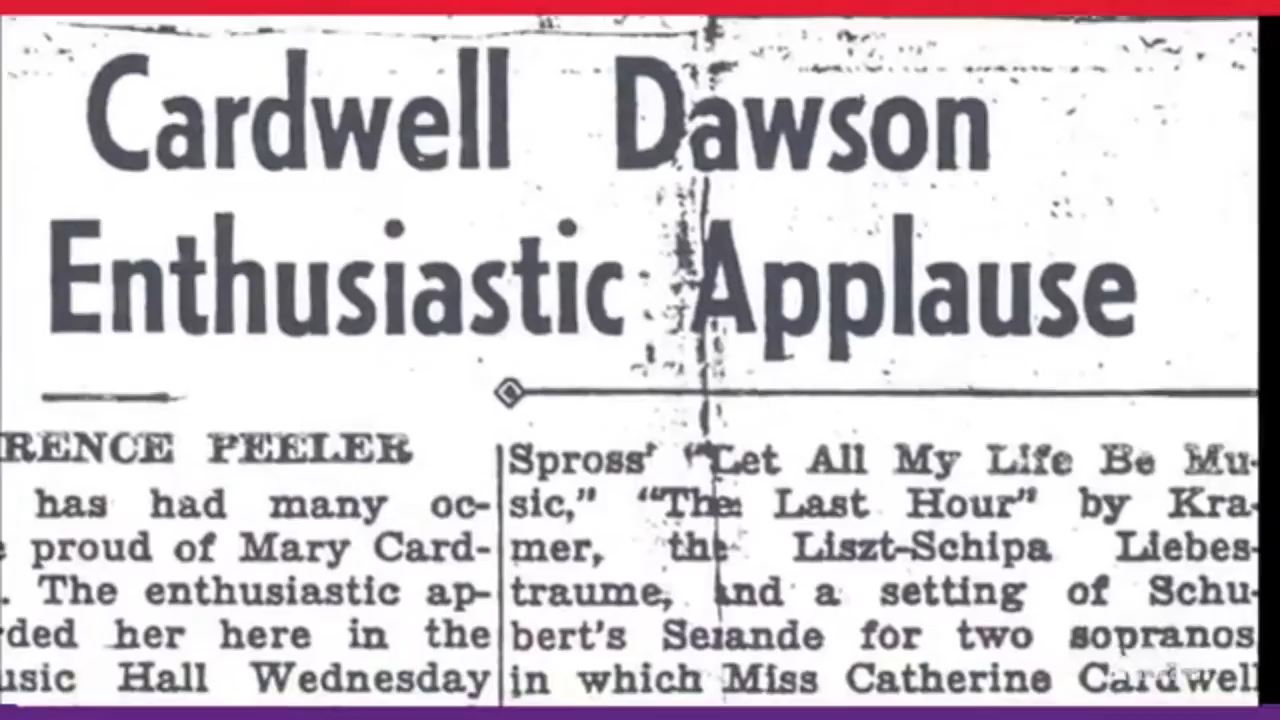 Cardwell Dawson
Enthusiastic Applause
RENCE PEELER
has had many oc-
proud of Mary Card-
. The enthusiastic ap-
ded her here in the
usic Hall Wednesday
Spross' "Let All My Life Be Mu-
sic," "The Last Hour" by Kra-
mer, the Liszt-Schipa Liebes-
traume, and a setting of Schu-
bert's for two sopranos
in which Miss Catherine Cardwell